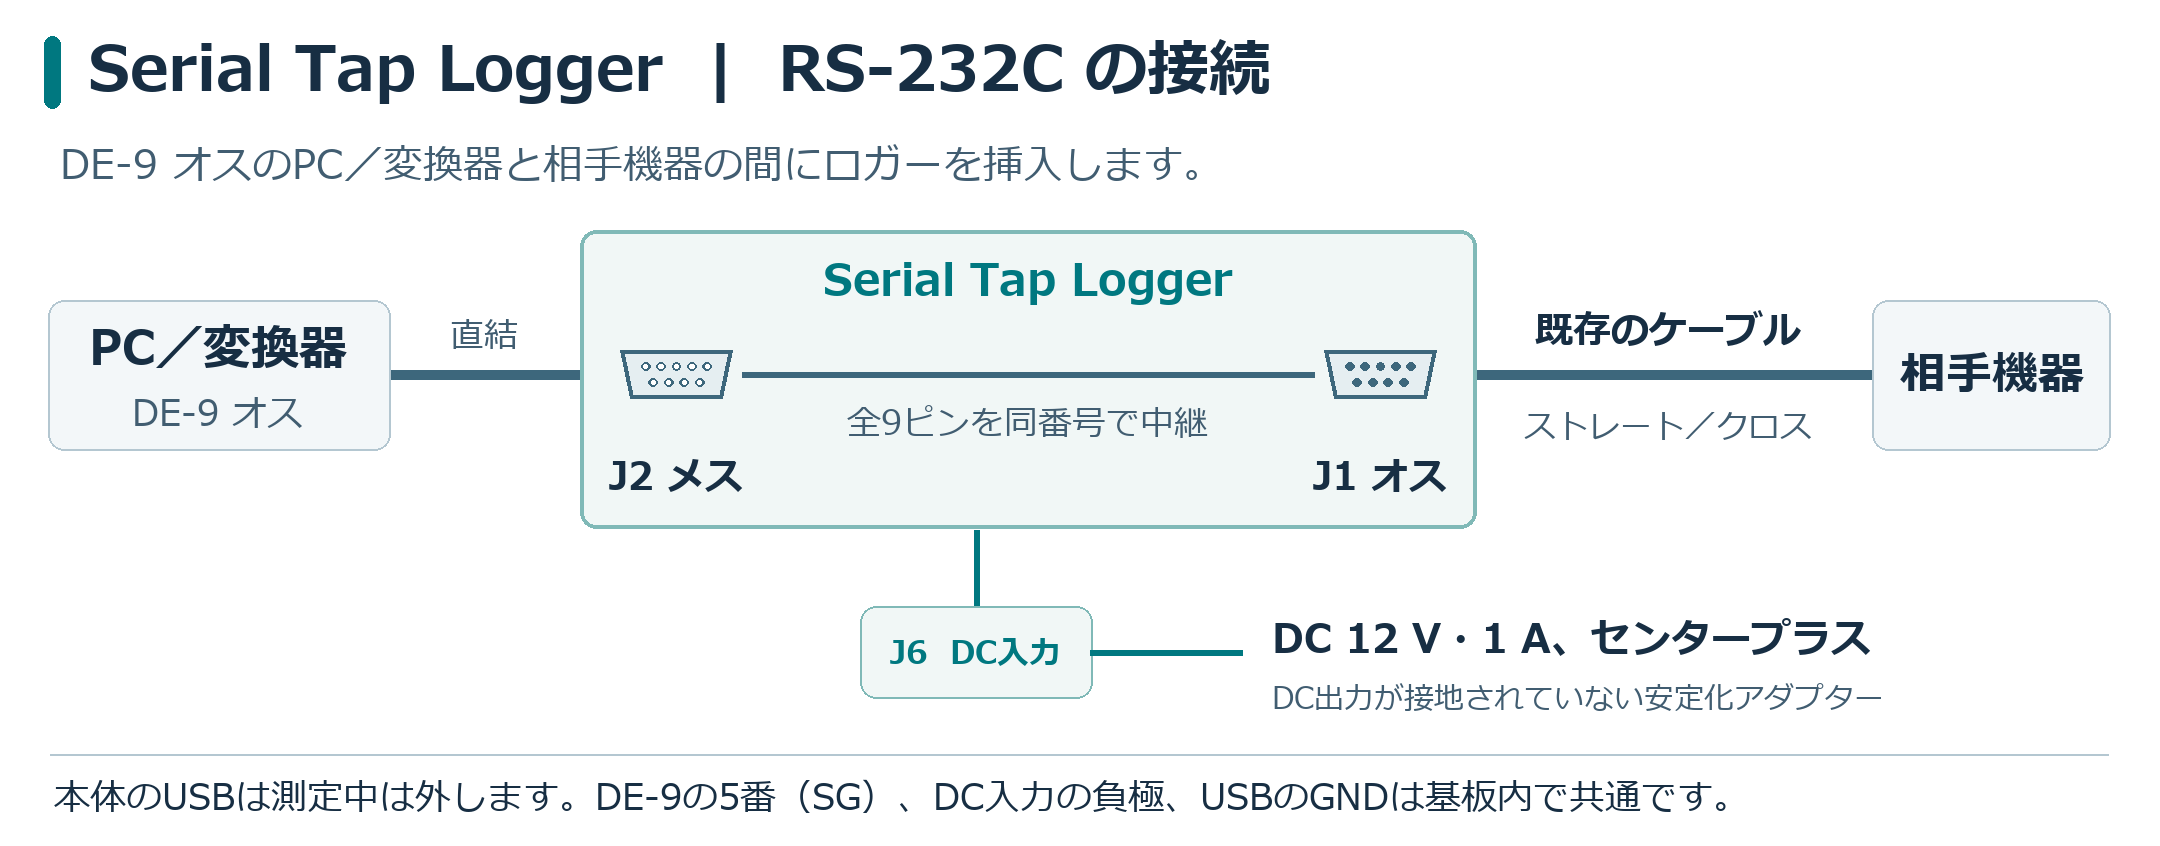 Serial Tap Logger | RS-232C の接続
DE-9 オスのPC／変換器と相手機器の間にロガーを挿入します。
Serial Tap Logger
PC／変換器
DE-9 オス
直結
全9ピンを同番号で中継
J2 メス
J1 オス
既存のケーブル
ストレート／クロス
相手機器
J6 DC入力
DC 12 V・1 A、センタープラス
DC出力が接地されていない安定化アダプター
本体のUSBは測定中は外します。DE-9の5番（SG）、DC入力の負極、USBのGNDは基板内で共通です。